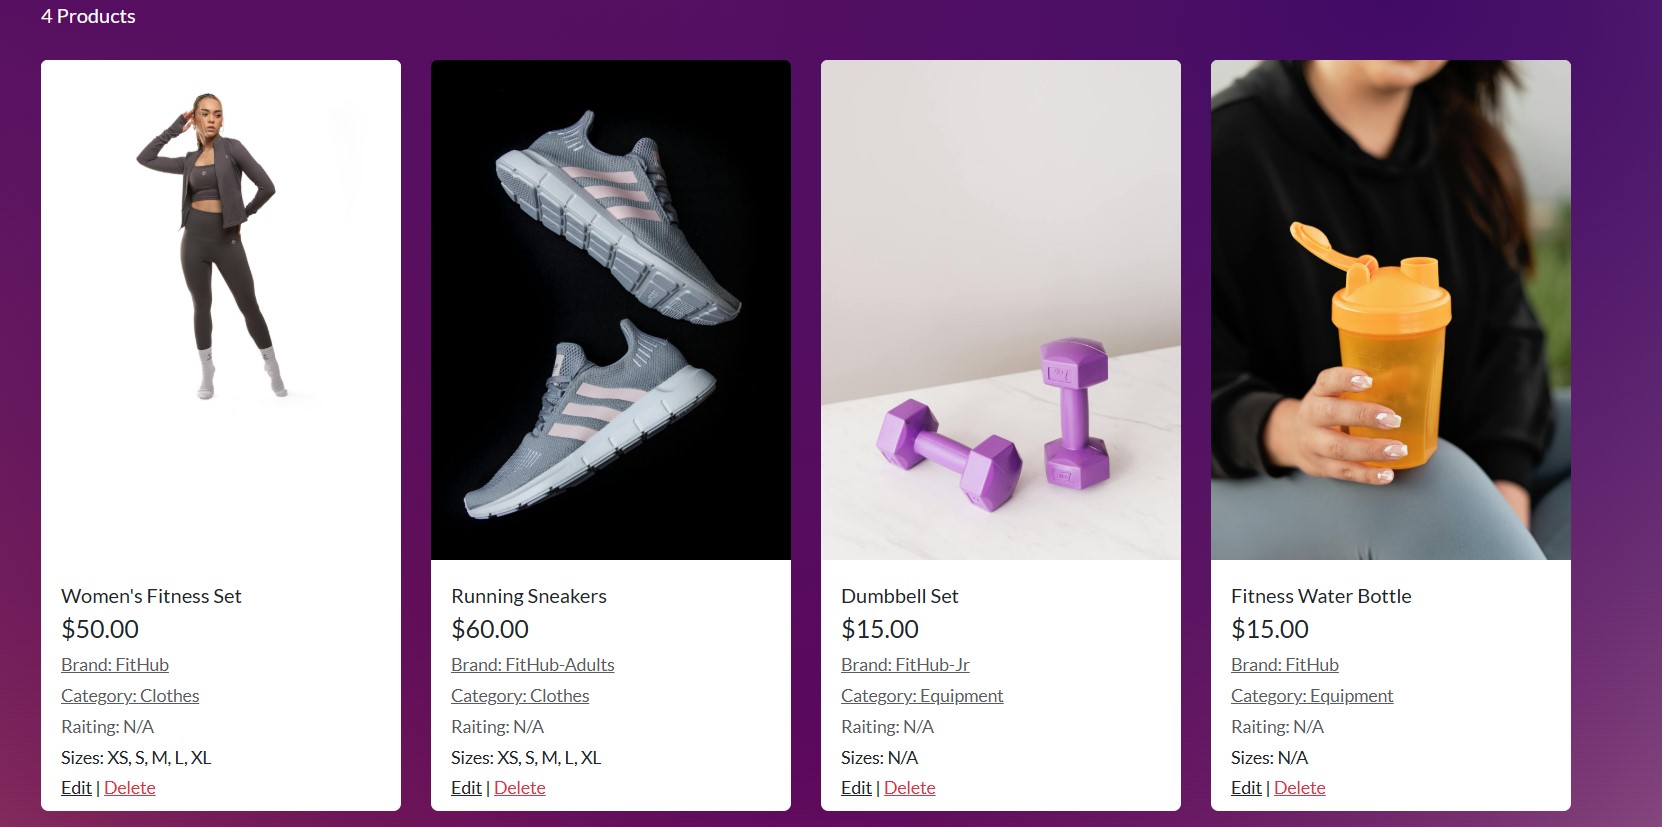 4 Products
Women's Fitness Set
$50.00
Brand: FitHub
Category: Clothes
Raiting: N/A
Sizes: XS, S, M, L, XL
Edit | Delete
Running Sneakers
$60.00
Brand: FitHub-Adults
Category: Clothes
Raiting: N/A
Sizes: XS, S, M, L, XL
Edit | Delete
Dumbbell Set
$15.00
Brand: FitHub-Jr
Category: Equipment
Raiting: N/A
Sizes: N/A
Edit | Delete
Fitness Water Bottle
$15.00
Brand: FitHub
Category: Equipment
Raiting: N/A
Sizes: N/A
Edit | Delete